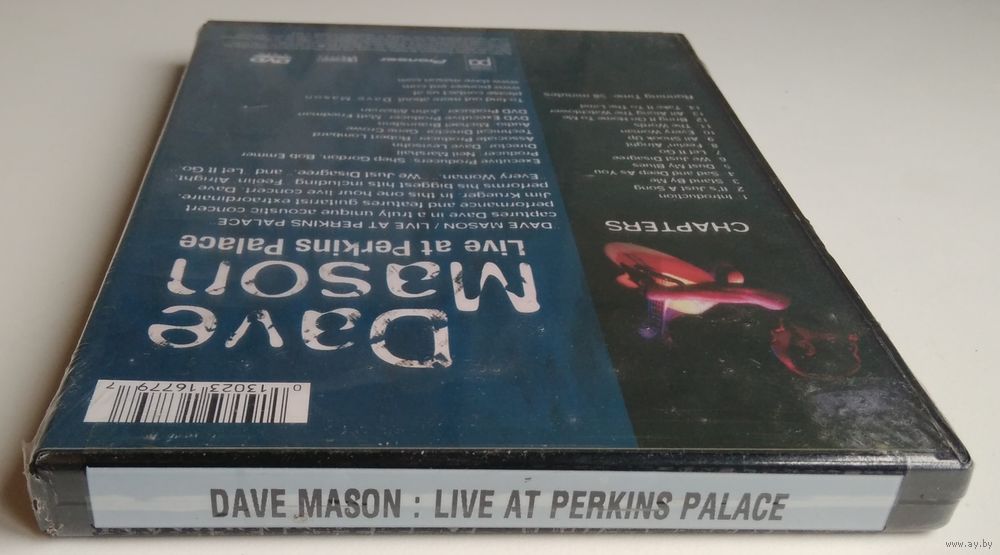 Dave
Mason
Live at Perkins Palace
DAVE MASON / LIVE AT PERKINS PALACE
captures Dave in a truly unique acoustic concert
performance and features guitarist extraordinaire,
Jim Krueger. In this one hour live concert, Dave
performs his biggest hits including Feelin' Alright,
Every Woman, We Just Disagree, and Let It Go.
Executive Producers Shep Gordon, Bob Emmer
Producer Neil Marshall
Director Dave Levisohn
Associate Producer Robert Lombard
Technical Director Gene Crowe
Audio Michael Braunstein
DVD Executive Producer Matt Friedman
DVD Producer John Atkinson
To find out more about Dave Mason
please contact us at
Pioneer
DVD
CHAPTERS
1 Introduction
2 It's Just A Song
3 Stand By Me
4 Sad and Deep As You
5 Dust My Blues
6 We Just Disagree
7 Let It Go
8 Feelin' Alright
9 All Shook Up
10 Every Woman
11 The Words
12 Bring It On Home To Me
13 All Along The Watchtower
14 Take It To The Limit
Running Time: 58 minutes
0 13023 16779 7
DAVE MASON : LIVE AT PERKINS PALACE
www.ay.by